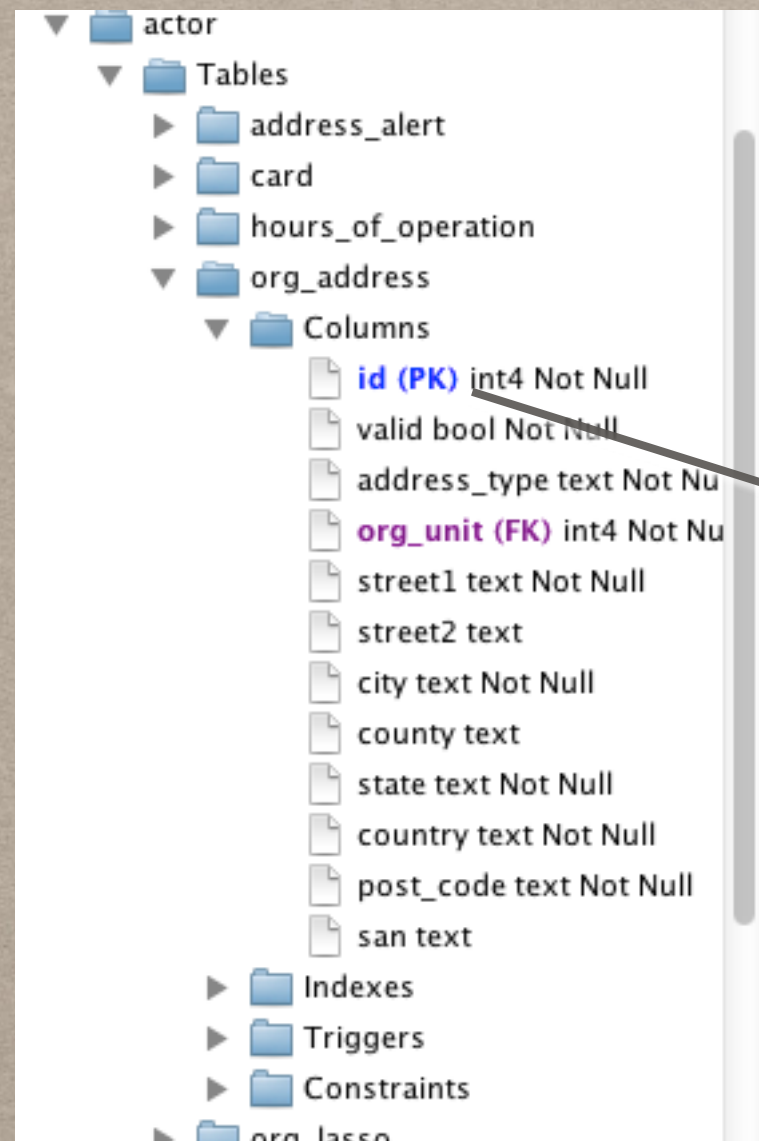 actor
Tables
address_alert
card
hours_of_operation
org_address
Columns
id (PK) int4 Not Null
valid bool Not Null
address_type text Not Nu
org_unit (FK) int4 Not Nu
street1 text Not Null
street2 text
city text Not Null
county text
state text Not Null
country text Not Null
post_code text Not Null
san text
Indexes
Triggers
Constraints
org_lasso